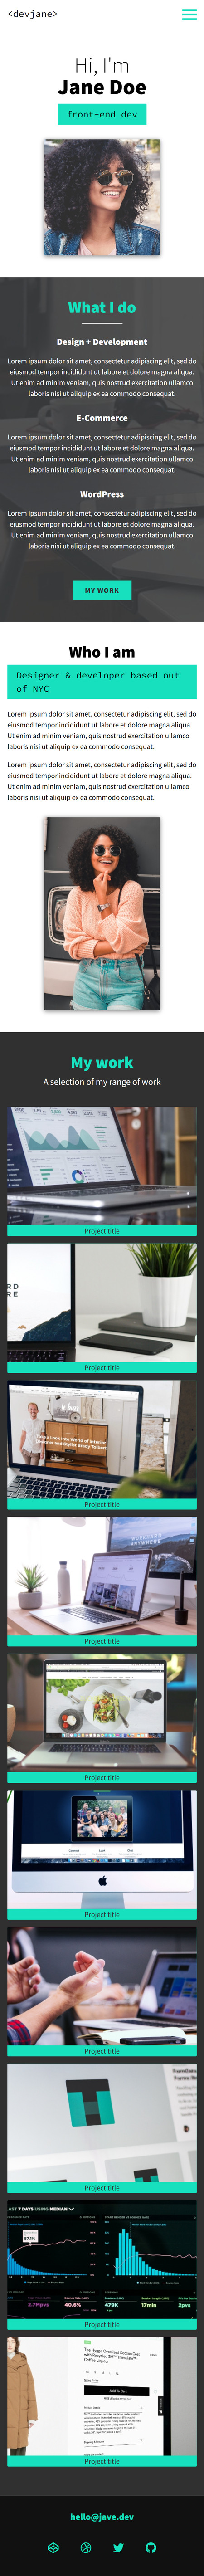 <devjane>
Hi, I'm
Jane Doe
front-end dev
What I do
Design + Development
Lorem ipsum dolor sit amet, consectetur adipiscing elit, sed do
eiusmod tempor incididunt ut labore et dolore magna aliqua.
Ut enim ad minim veniam, quis nostrud exercitation ullamco
laboris nisi ut aliquip ex ea commodo consequat.
E-Commerce
Lorem ipsum dolor sit amet, consectetur adipiscing elit, sed do
eiusmod tempor incididunt ut labore et dolore magna aliqua.
Ut enim ad minim veniam, quis nostrud exercitation ullamco
laboris nisi ut aliquip ex ea commodo consequat.
WordPress
Lorem ipsum dolor sit amet, consectetur adipiscing elit, sed do
eiusmod tempor incididunt ut labore et dolore magna aliqua.
Ut enim ad minim veniam, quis nostrud exercitation ullamco
laboris nisi ut aliquip ex ea commodo consequat.
MY WORK
Who I am
Designer & developer based out
of NYC
Lorem ipsum dolor sit amet, consectetur adipiscing elit, sed do
eiusmod tempor incididunt ut labore et dolore magna aliqua.
Ut enim ad minim veniam, quis nostrud exercitation ullamco
laboris nisi ut aliquip ex ea commodo consequat.
Lorem ipsum dolor sit amet, consectetur adipiscing elit, sed do
eiusmod tempor incididunt ut labore et dolore magna aliqua.
Ut enim ad minim veniam, quis nostrud exercitation ullamco
laboris nisi ut aliquip ex ea commodo consequat.
My work
A selection of my range of work
Project title
RD
RE
Project title
Project title
Project title
Project title
Project title
Project title
Project title
LAST 7 DAYS USING MEDIAN
57.1%
2.7Mpvs
40.6%
479K
17min
2pvs
Project title
Add To Cart
Project title
hello@jave.dev